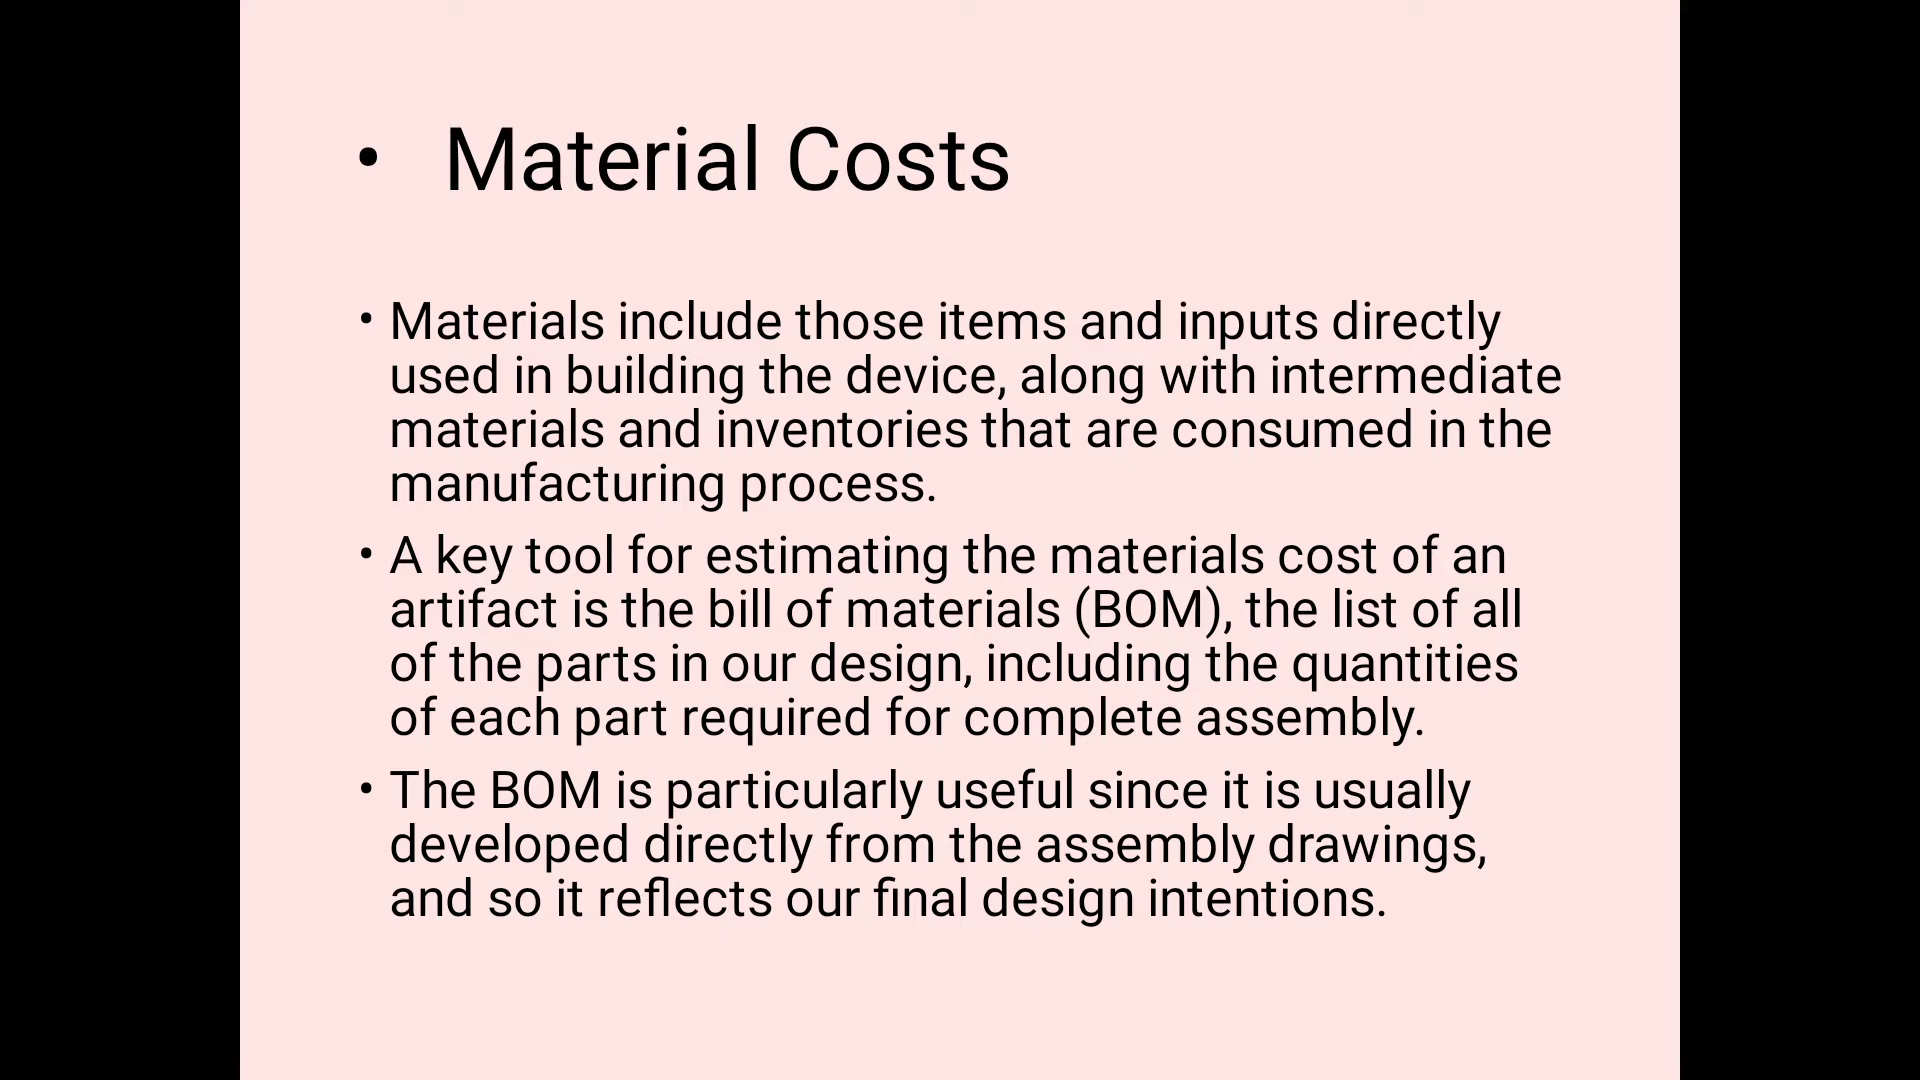 • Material Costs
• Materials include those items and inputs directly
used in building the device, along with intermediate
materials and inventories that are consumed in the
manufacturing process.
• A key tool for estimating the materials cost of an
artifact is the bill of materials (BOM), the list of all
of the parts in our design, including the quantities
of each part required for complete assembly.
• The BOM is particularly useful since it is usually
developed directly from the assembly drawings,
and so it reflects our final design intentions.